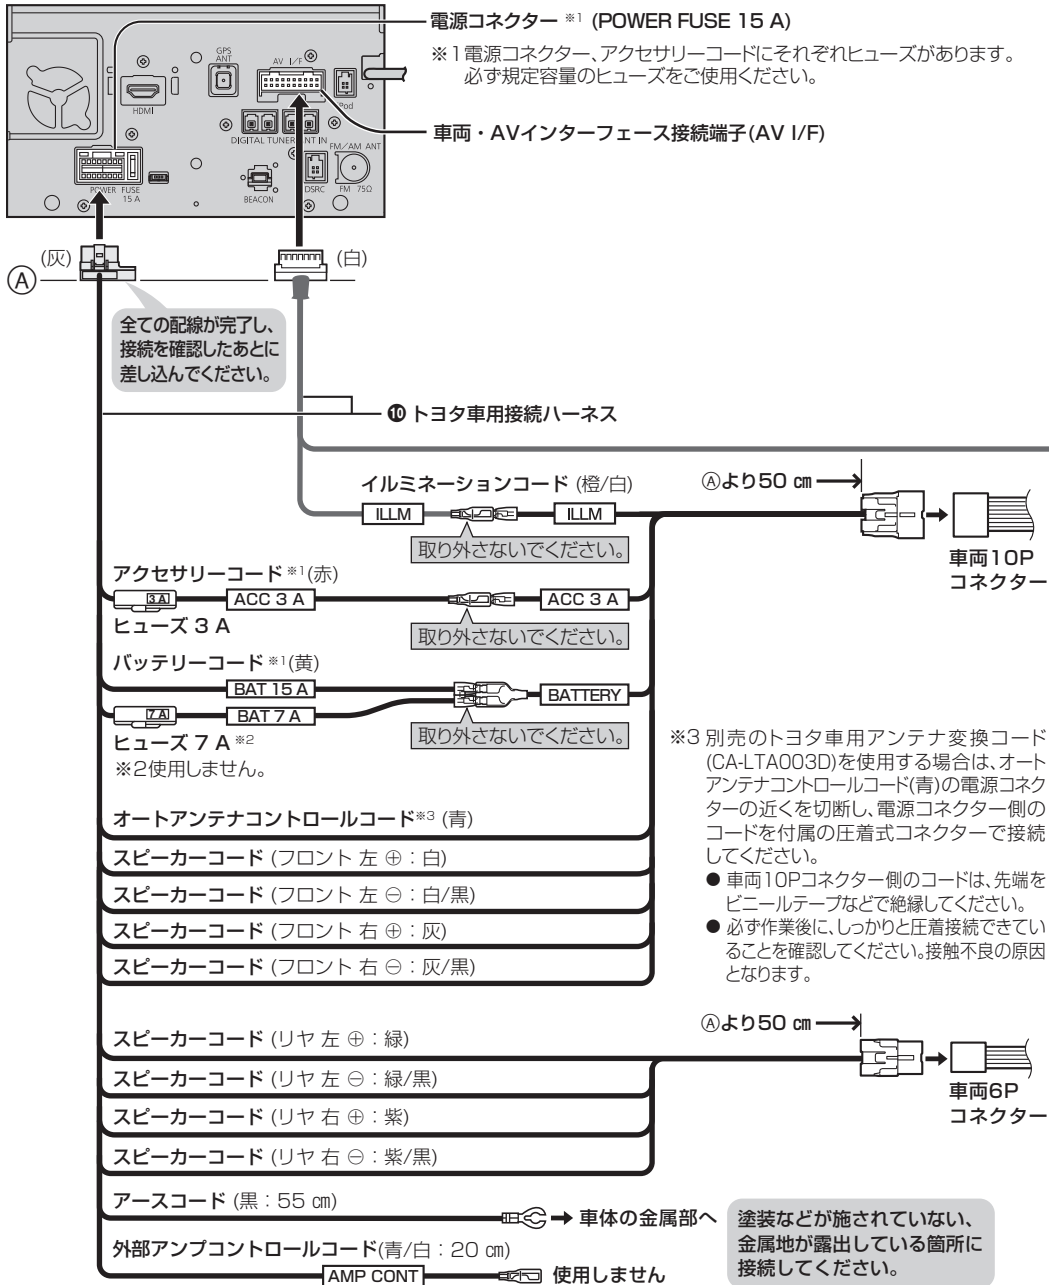 電源コネクター ※1 (POWER FUSE 15 A)
※1 電源コネクター、アクセサリーコードにそれぞれヒューズがあります。
必ず規定容量のヒューズをご使用ください。
車両・AVインターフェース接続端子(AV I/F)
GPS
ANT
AV I/F
HDMI
iPod
DIGITAL TUNER ANT IN
FM/AM ANT
POWER FUSE
15 A
BEACON
DSRC
FM 75Ω
(灰)
(白)
Ⓐ
全ての配線が完了し、
接続を確認したあとに
差し込んでください。
❿ トヨタ車用接続ハーネス
イルミネーションコード (橙/白)
ILLM
ILLM
取り外さないでください。
Ⓐより50 ㎝
車両10P
コネクター
アクセサリーコード ※1(赤)
3A
ACC 3 A
ACC 3 A
ヒューズ 3 A
取り外さないでください。
バッテリーコード ※1(黄)
BAT 15 A
BATTERY
7 A
BAT 7 A
ヒューズ 7 A ※2
取り外さないでください。
※2使用しません。
※3 別売のトヨタ車用アンテナ変換コード
(CA-LTA003D)を使用する場合は、オート
アンテナコントロールコード(青)の電源コネク
ターの近くを切断し、電源コネクター側の
コードを付属の圧着式コネクターで接続
してください。
● 車両10Pコネクター側のコードは、先端を
ビニールテープなどで絶縁してください。
● 必ず作業後に、しっかりと圧着接続できてい
ることを確認してください。接触不良の原因
となります。
オートアンテナコントロールコード※3 (青)
スピーカーコード (フロント 左 ⊕:白)
スピーカーコード (フロント 左 ⊖:白/黒)
スピーカーコード (フロント 右 ⊕:灰)
スピーカーコード (フロント 右 ⊖:灰/黒)
Ⓐより50 ㎝
スピーカーコード (リヤ 左 ⊕:緑)
スピーカーコード (リヤ 左 ⊖:緑/黒)
スピーカーコード (リヤ 右 ⊕:紫)
スピーカーコード (リヤ 右 ⊖:紫/黒)
車両6P
コネクター
アースコード (黒:55 ㎝)
車体の金属部へ
塗装などが施されていない、
金属地が露出している箇所に
接続してください。
外部アンプコントロールコード(青/白:20 ㎝)
AMP CONT
使用しません